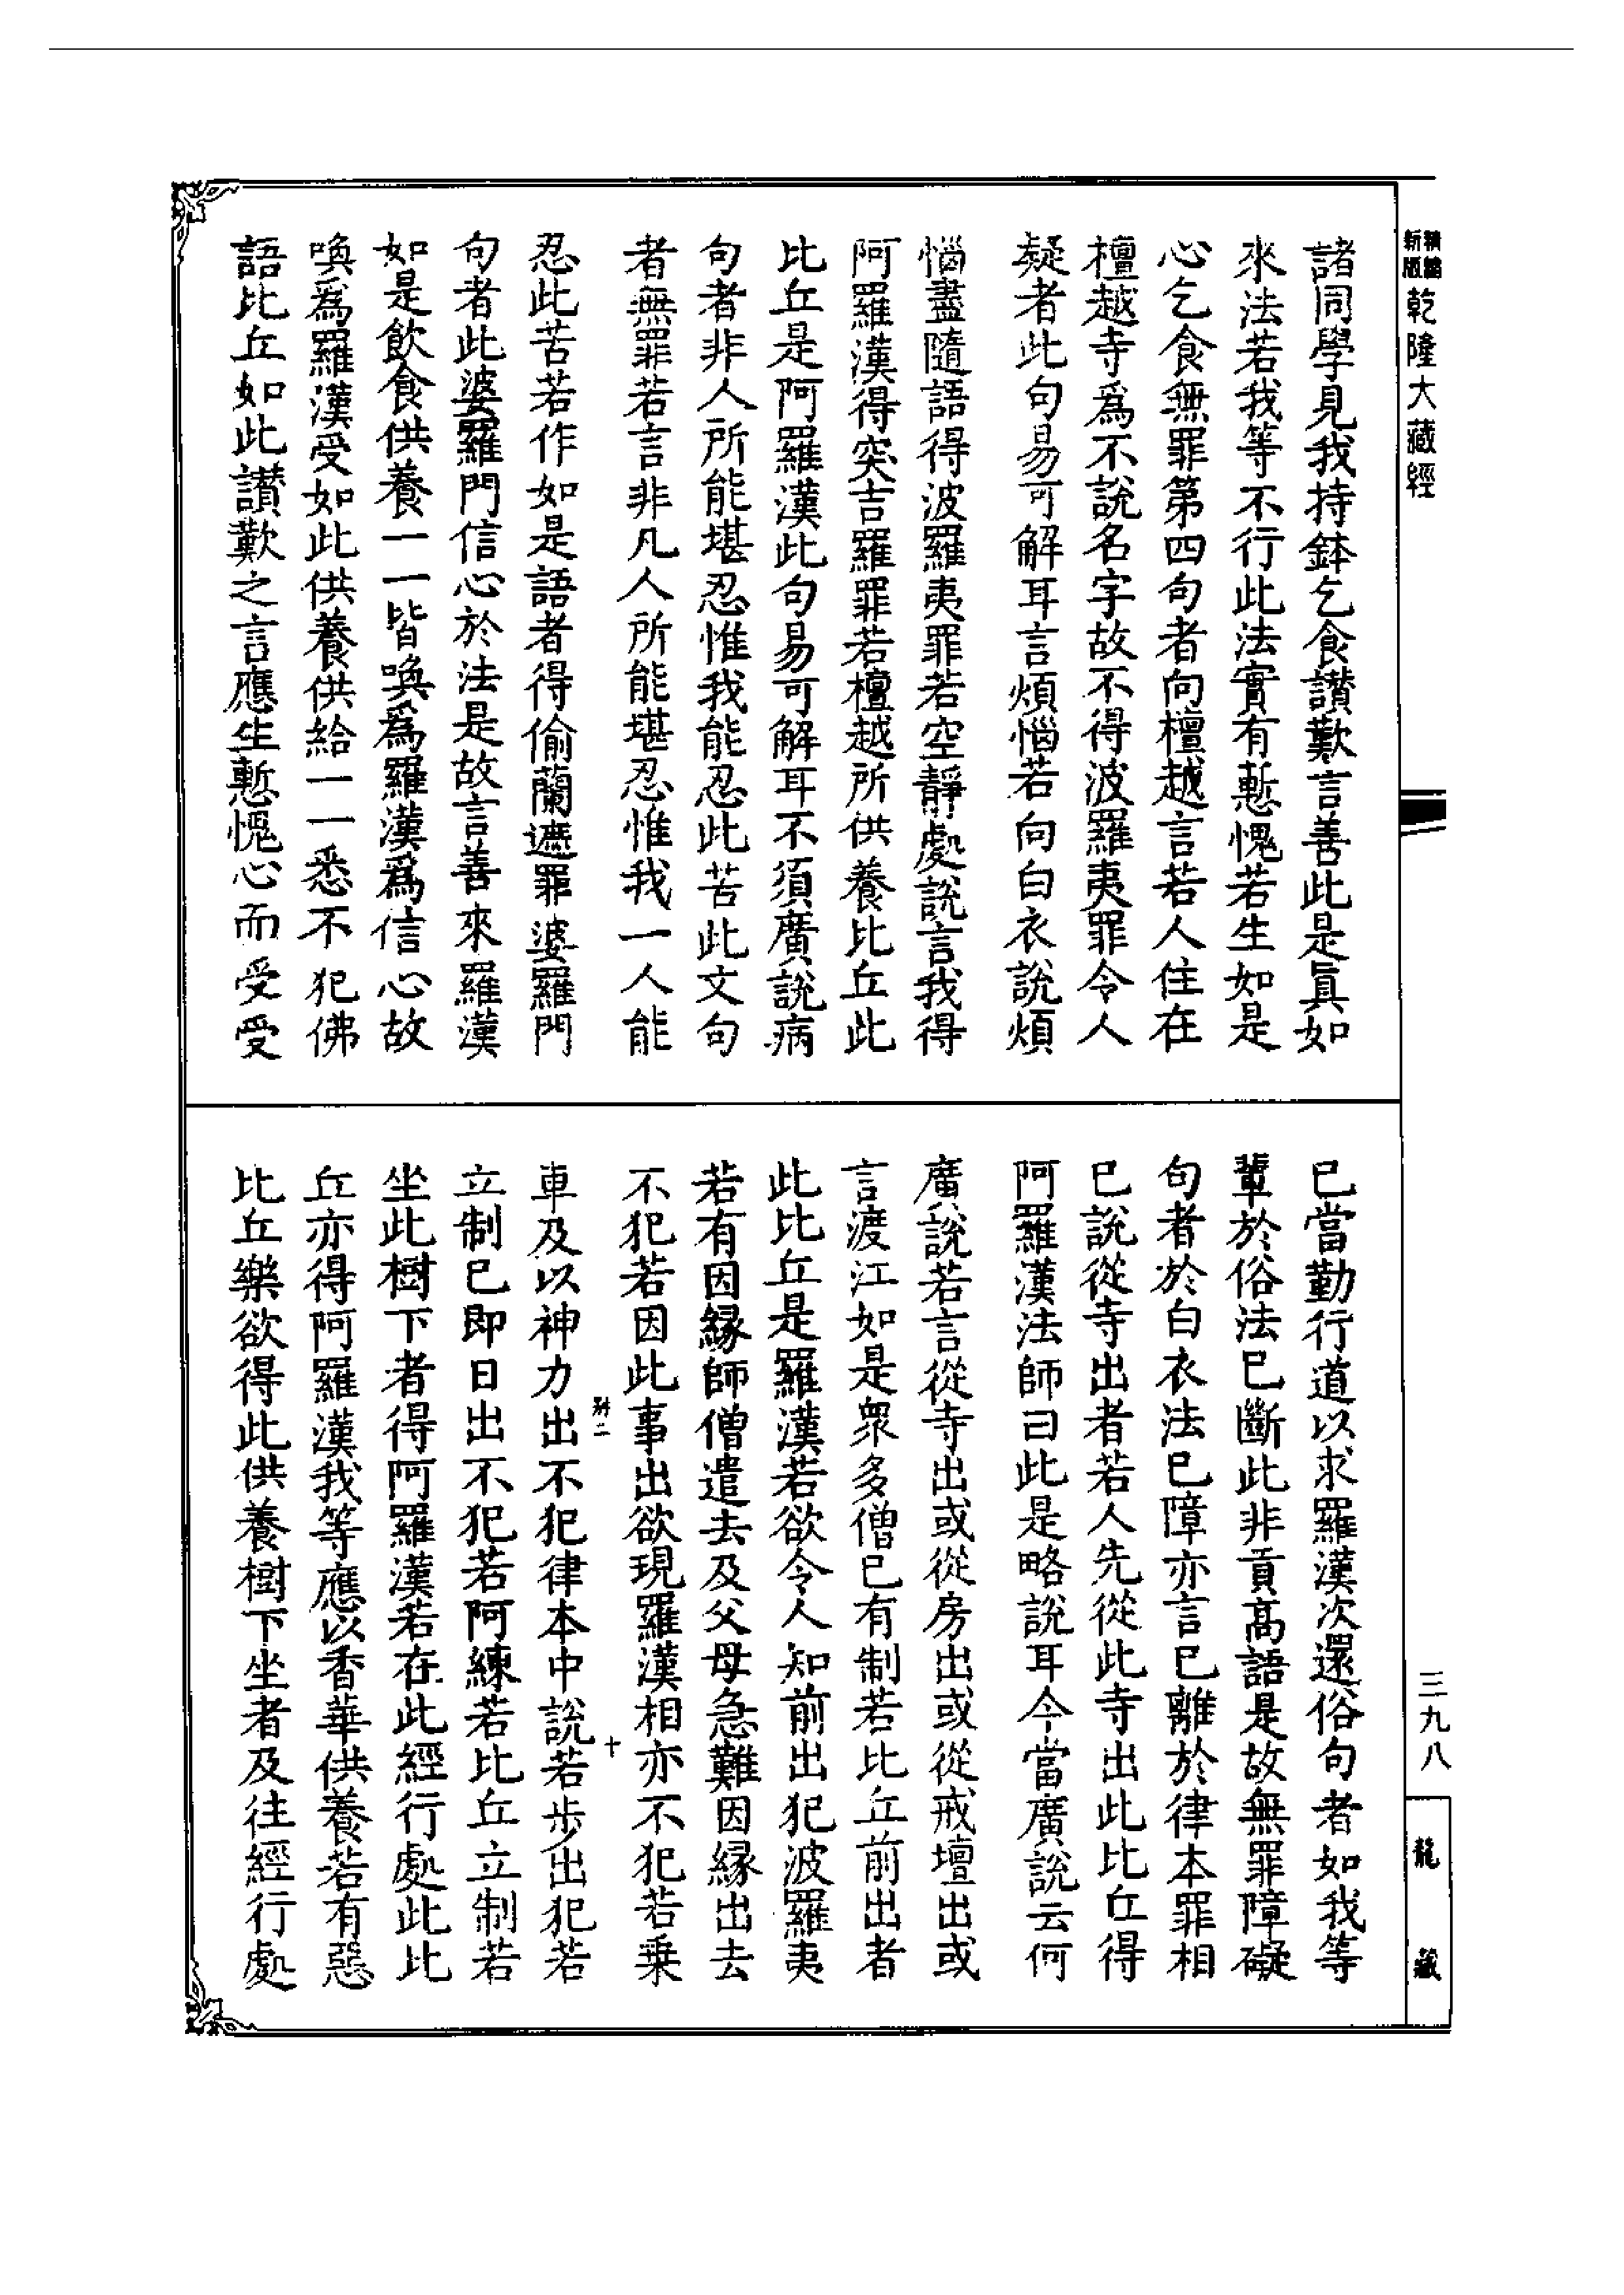 新版精縮
乾隆大藏經
諸同學見我持鉢乞食讃歎言善此是眞如
來法若我等不行此法實有慙愧若生如是
心乞食無罪第四句者向檀越言若人住在
檀越寺爲不說名字故不得波羅夷罪令人
疑者此句易可解耳言煩惱若向白衣說煩
惱盡隨語得波羅夷罪若空靜處說言我得
阿羅漢得突吉羅罪若檀越所供養比丘此
比丘是阿羅漢此句易可解耳不須廣說病
句者非人所能堪忍惟我能忍此苦此文句
者無罪若言非凡人所能堪忍惟我一人能
忍此苦若作如是語者得偷蘭遮罪婆羅門
句者此婆羅門信心於法是故言善來羅漢
如是飲食供養一一皆喚爲羅漢爲信心故
喚爲羅漢受如此供養供給一一悉不犯佛
語比丘如此讃歎之言應生慙愧心而受受
已當勤行道以求羅漢次還俗句者如我等
輩於俗法已斷此非貢高語是故無罪障礙
句者於白衣法已障亦言已離於律本罪相
已說從寺出者若人先從此寺出此比丘得
阿羅漢法師曰此是略說耳今當廣說云何
廣說若言從寺出或從房出或從戒壇出或
言渡江如是衆多僧已有制若比丘前出者
此比丘是羅漢若欲令人知前出犯波羅夷
若有因緣師僧遣去及父母急難因緣出去
不犯若因此事出欲現羅漢相亦不犯若乗
車及以神力出不犯律本中說若步出犯若
立制已即日出不犯若阿練若比丘立制若
坐此樹下者得阿羅漢若在此經行處此比
丘亦得阿羅漢我等應以香華供養若有惡
比丘樂欲得此供養樹下坐者及往經行處
十
三九八
龍藏